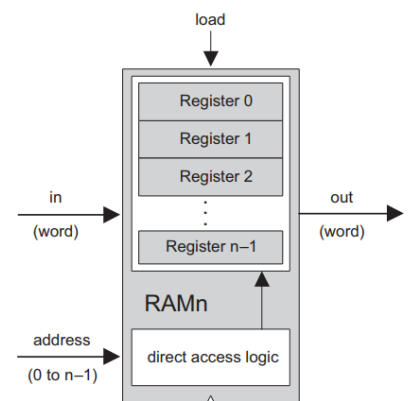 load
Register 0
Register 1
Register 2
⋮
Register n–1
in
(word)
out
(word)
RAMn
address
(0 to n–1)
direct access logic